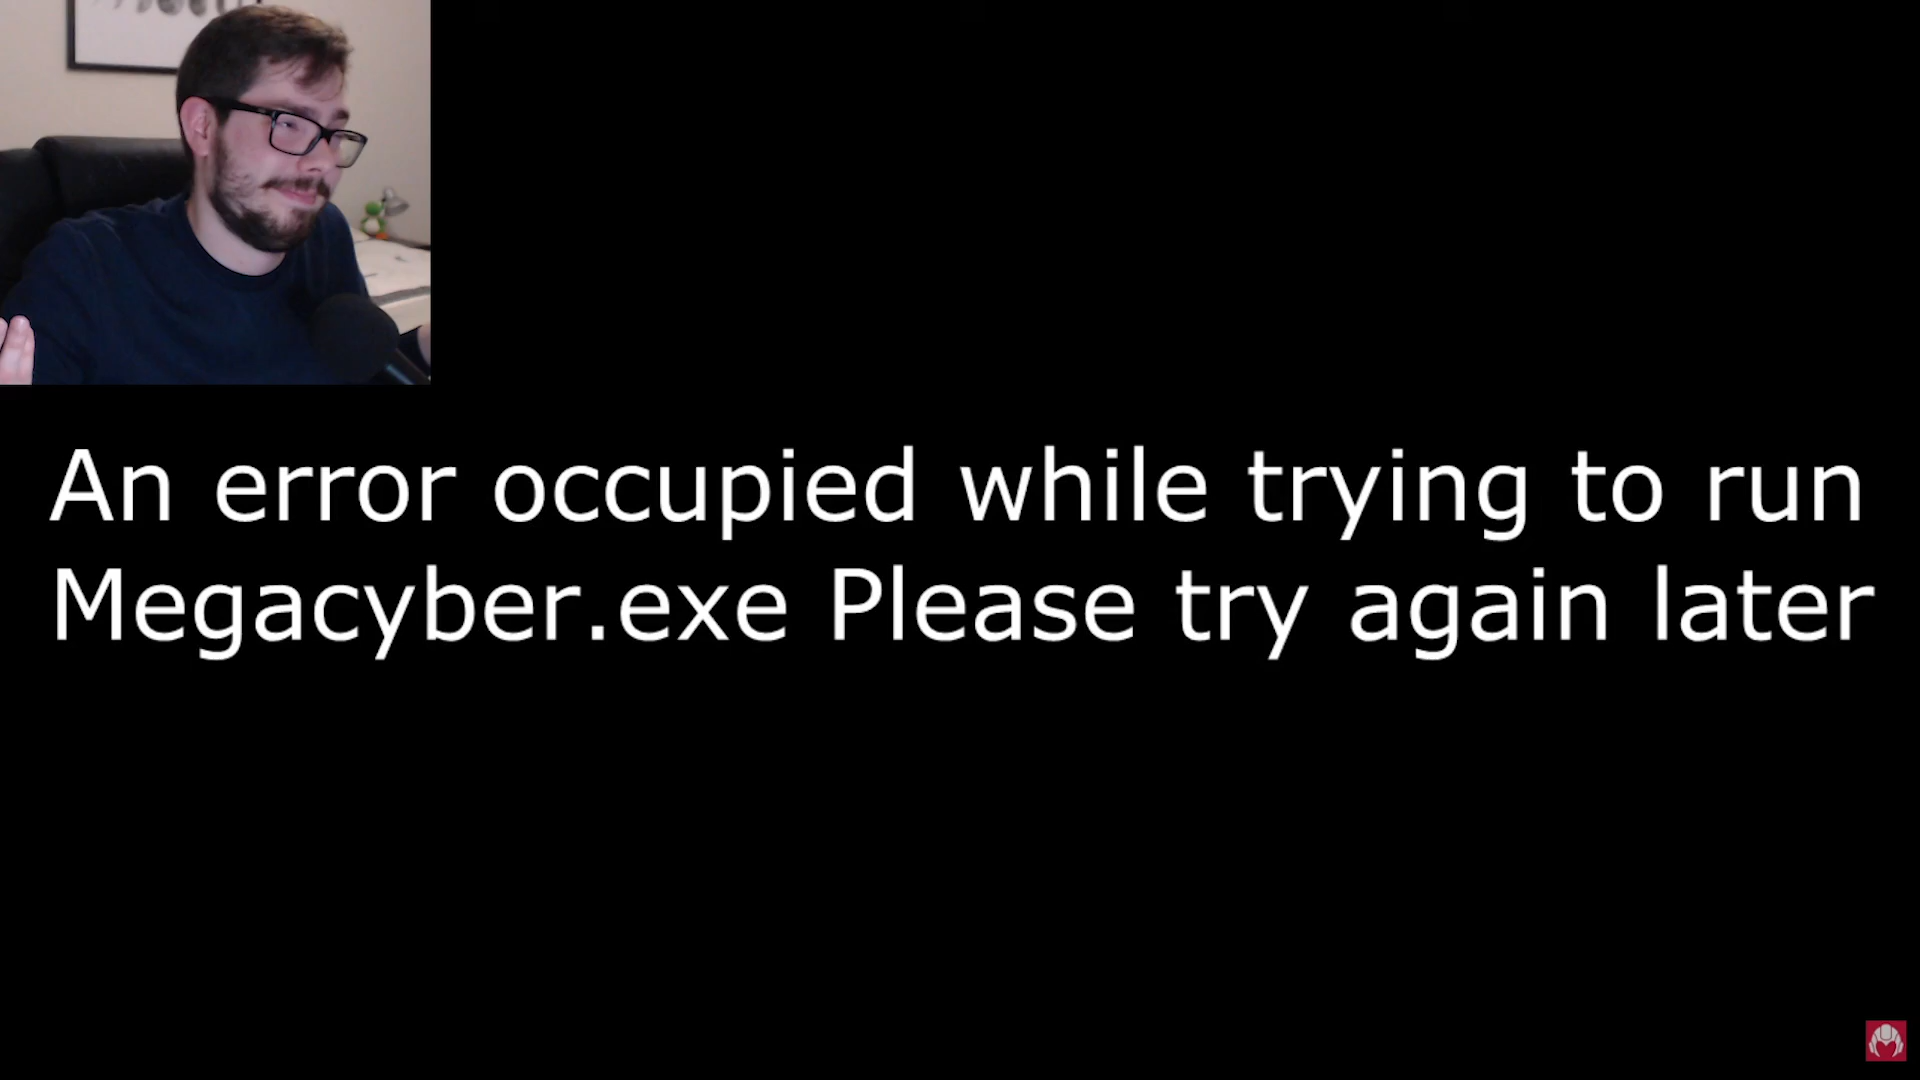 An error occupied while trying to run
Megacyber.exe Please try again later